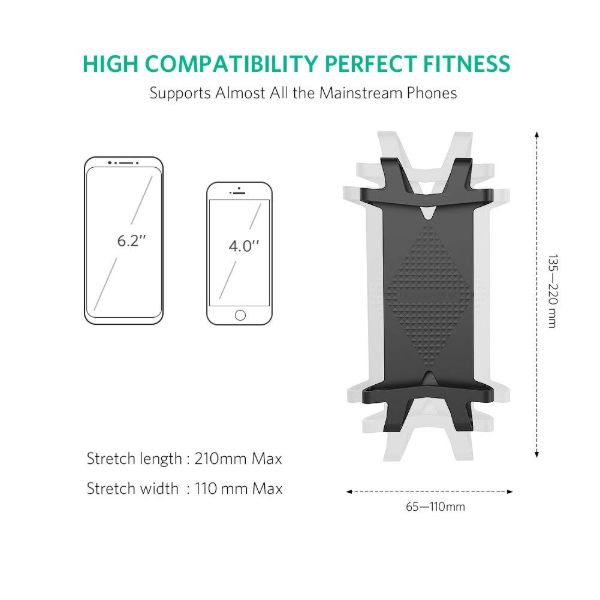 HIGH COMPATIBILITY PERFECT FITNESS
Supports Almost All the Mainstream Phones
6.2’’
4.0’’
135—220 mm
Stretch length : 210mm Max
Stretch width : 110 mm Max
65—110mm